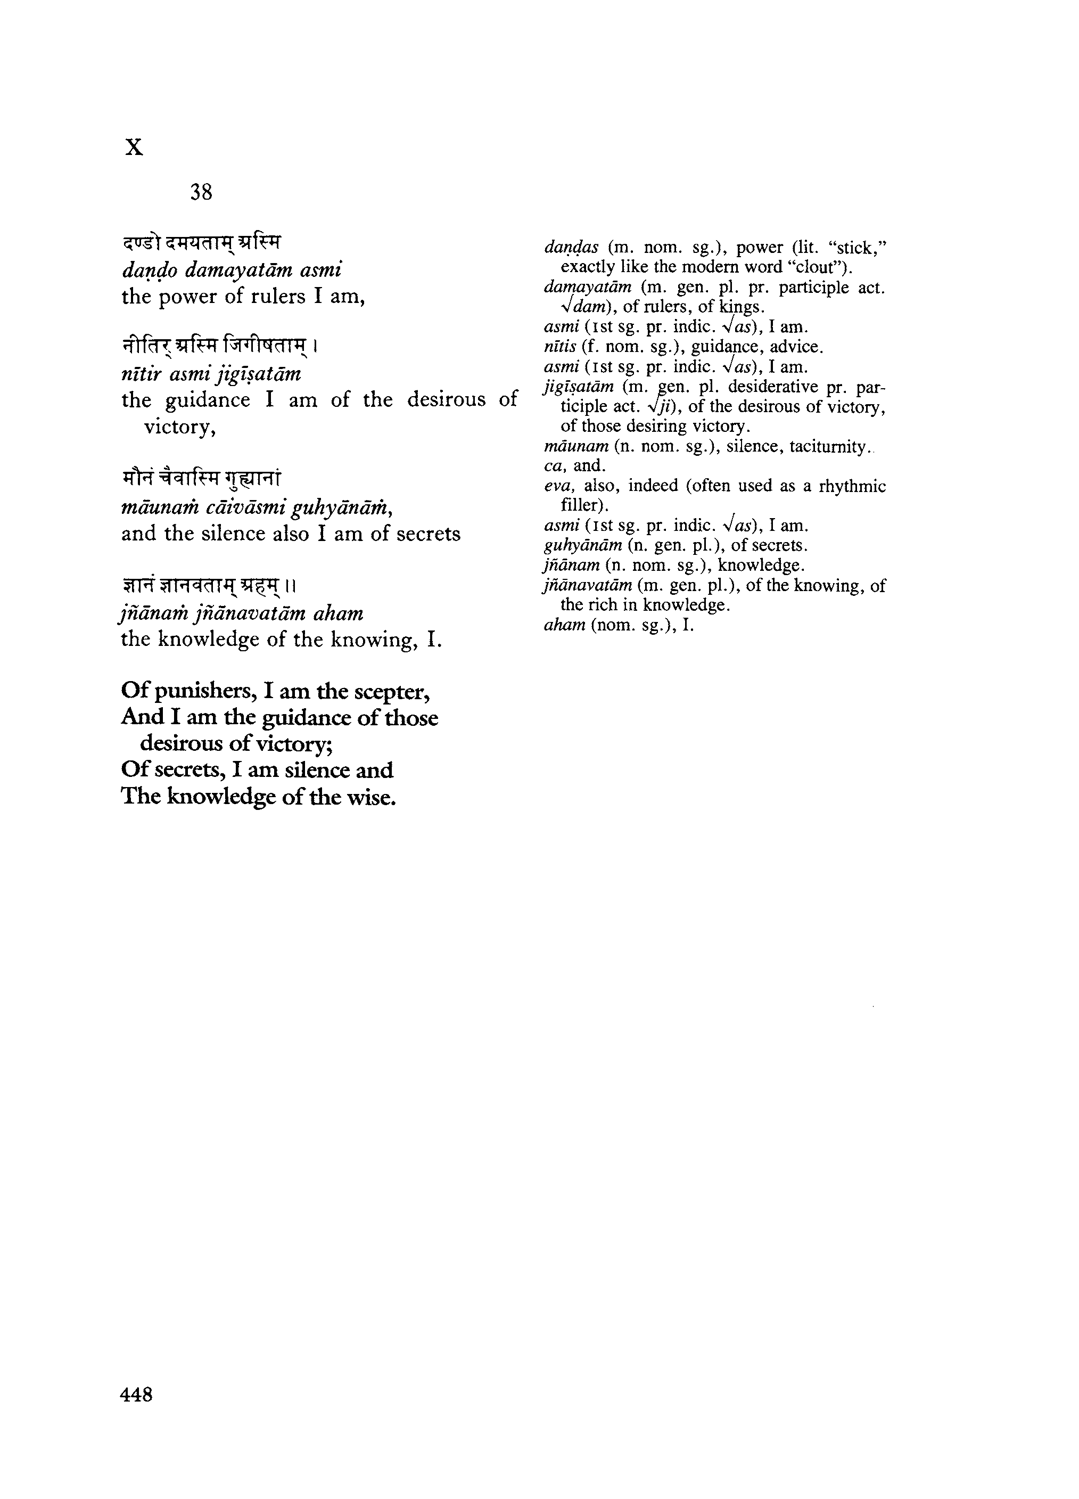 X
38
दण्डो दमयताम् अस्मि
daṇḍo damayatām asmi
the power of rulers I am,
नीतिर् अस्मि जिगीषताम् ।
nītir asmi jigīṣatām
the guidance I am of the desirous of
victory,
मौनं चैवास्मि गुह्यानां
māunaṁ cāivāsmi guhyānāṁ,
and the silence also I am of secrets
ज्ञानं ज्ञानवताम् अहम् ।।
jñānaṁ jñānavatām aham
the knowledge of the knowing, I.
Of punishers, I am the scepter,
And I am the guidance of those
desirous of victory;
Of secrets, I am silence and
The knowledge of the wise.
daṇḍas (m. nom. sg.), power (lit. “stick,”
exactly like the modern word “clout”).
damayatām (m. gen. pl. pr. participle act.
√dam), of rulers, of kings.
asmi (1st sg. pr. indic. √as), I am.
nītis (f. nom. sg.), guidance, advice.
asmi (1st sg. pr. indic. √as), I am.
jigīṣatām (m. gen. pl. desiderative pr. par-
ticiple act. √ji), of the desirous of victory,
of those desiring victory.
māunam (n. nom. sg.), silence, taciturnity.
ca, and.
eva, also, indeed (often used as a rhythmic
filler).
asmi (1st sg. pr. indic. √as), I am.
guhyānām (n. gen. pl.), of secrets.
jñānam (n. nom. sg.), knowledge.
jñānavatām (m. gen. pl.), of the knowing, of
the rich in knowledge.
aham (nom. sg.), I.
448